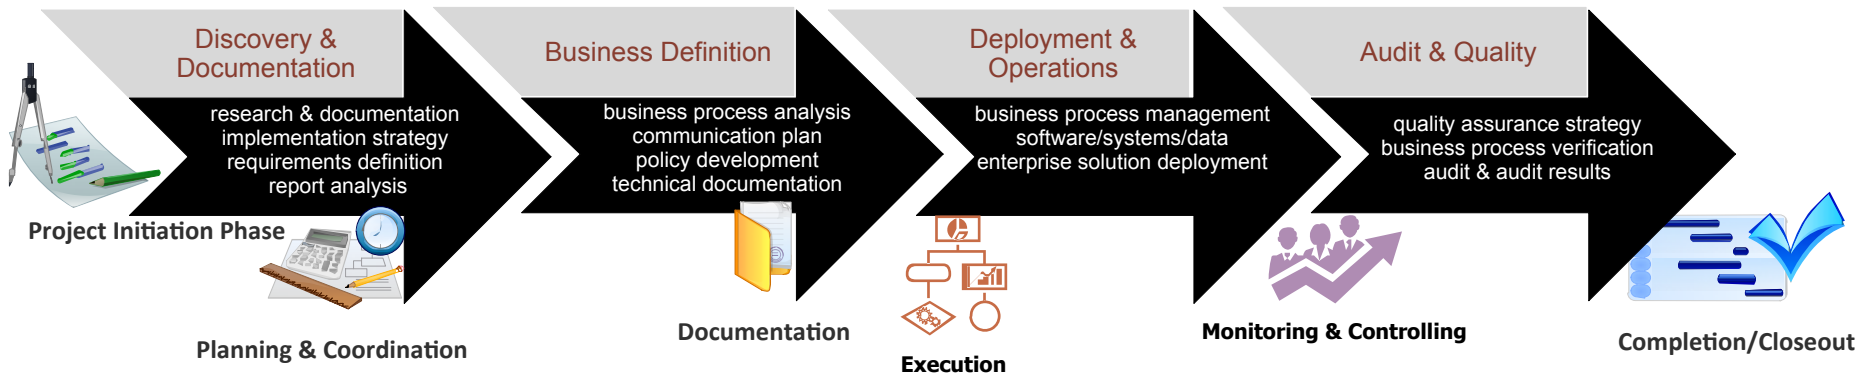 Discovery &
Documentation
research & documentation
implementation strategy
requirements definition
report analysis
Business Definition
business process analysis
communication plan
policy development
technical documentation
Deployment &
Operations
business process management
software/systems/data
enterprise solution deployment
Audit & Quality
quality assurance strategy
business process verification
audit & audit results
Project Initiation Phase
Planning & Coordination
Documentation
Execution
Monitoring & Controlling
Completion/Closeout